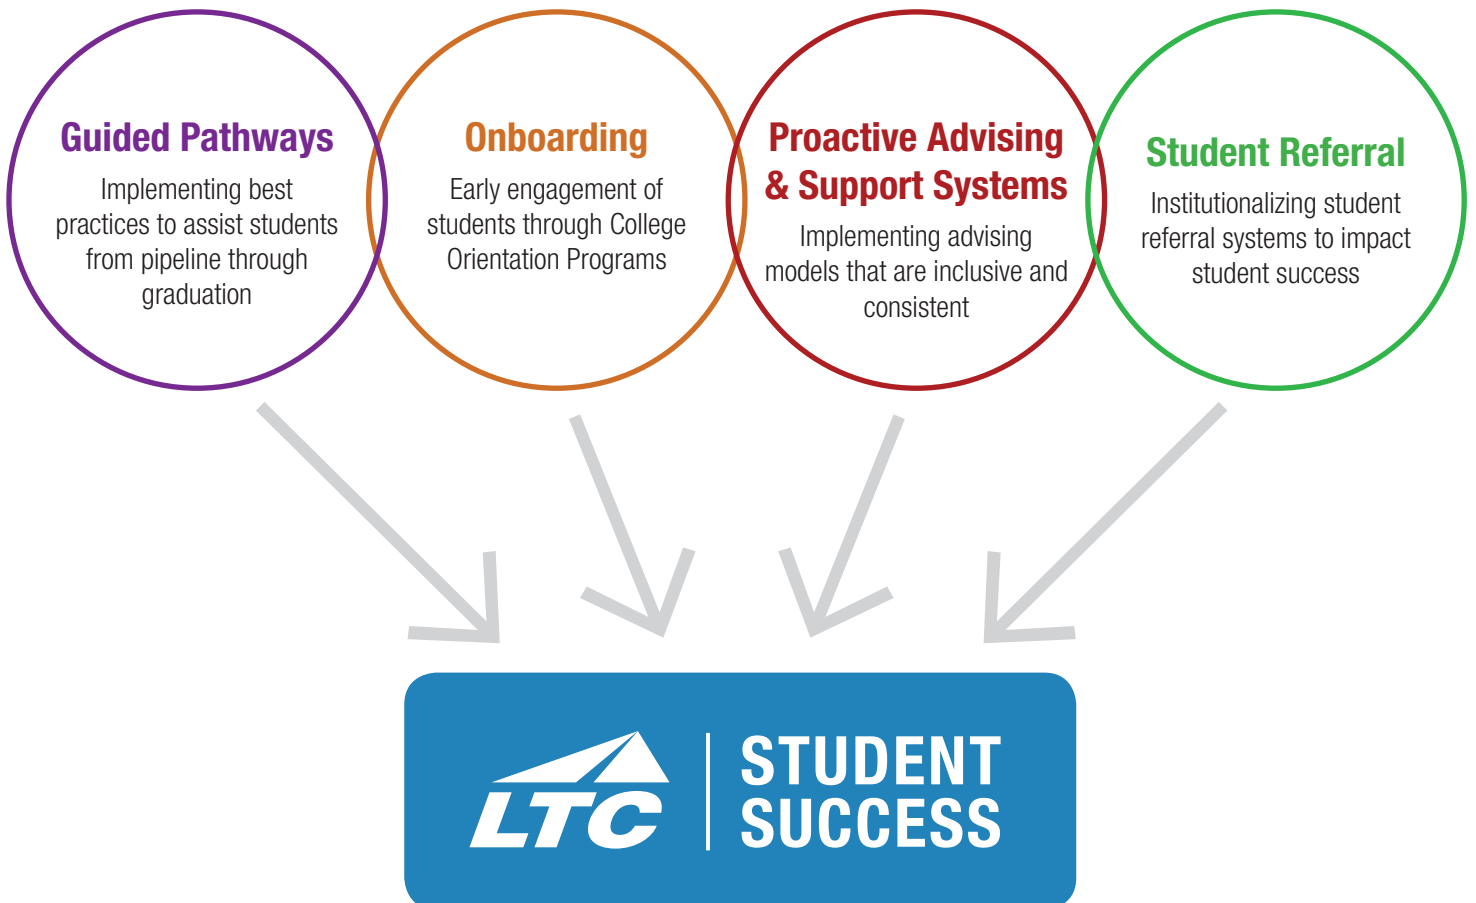 Guided Pathways
Implementing best
practices to assist students
from pipeline through
graduation
Onboarding
Early engagement of
students through College
Orientation Programs
Proactive Advising
& Support Systems
Implementing advising
models that are inclusive and
consistent
Student Referral
Institutionalizing student
referral systems to impact
student success
LTC
STUDENT
SUCCESS